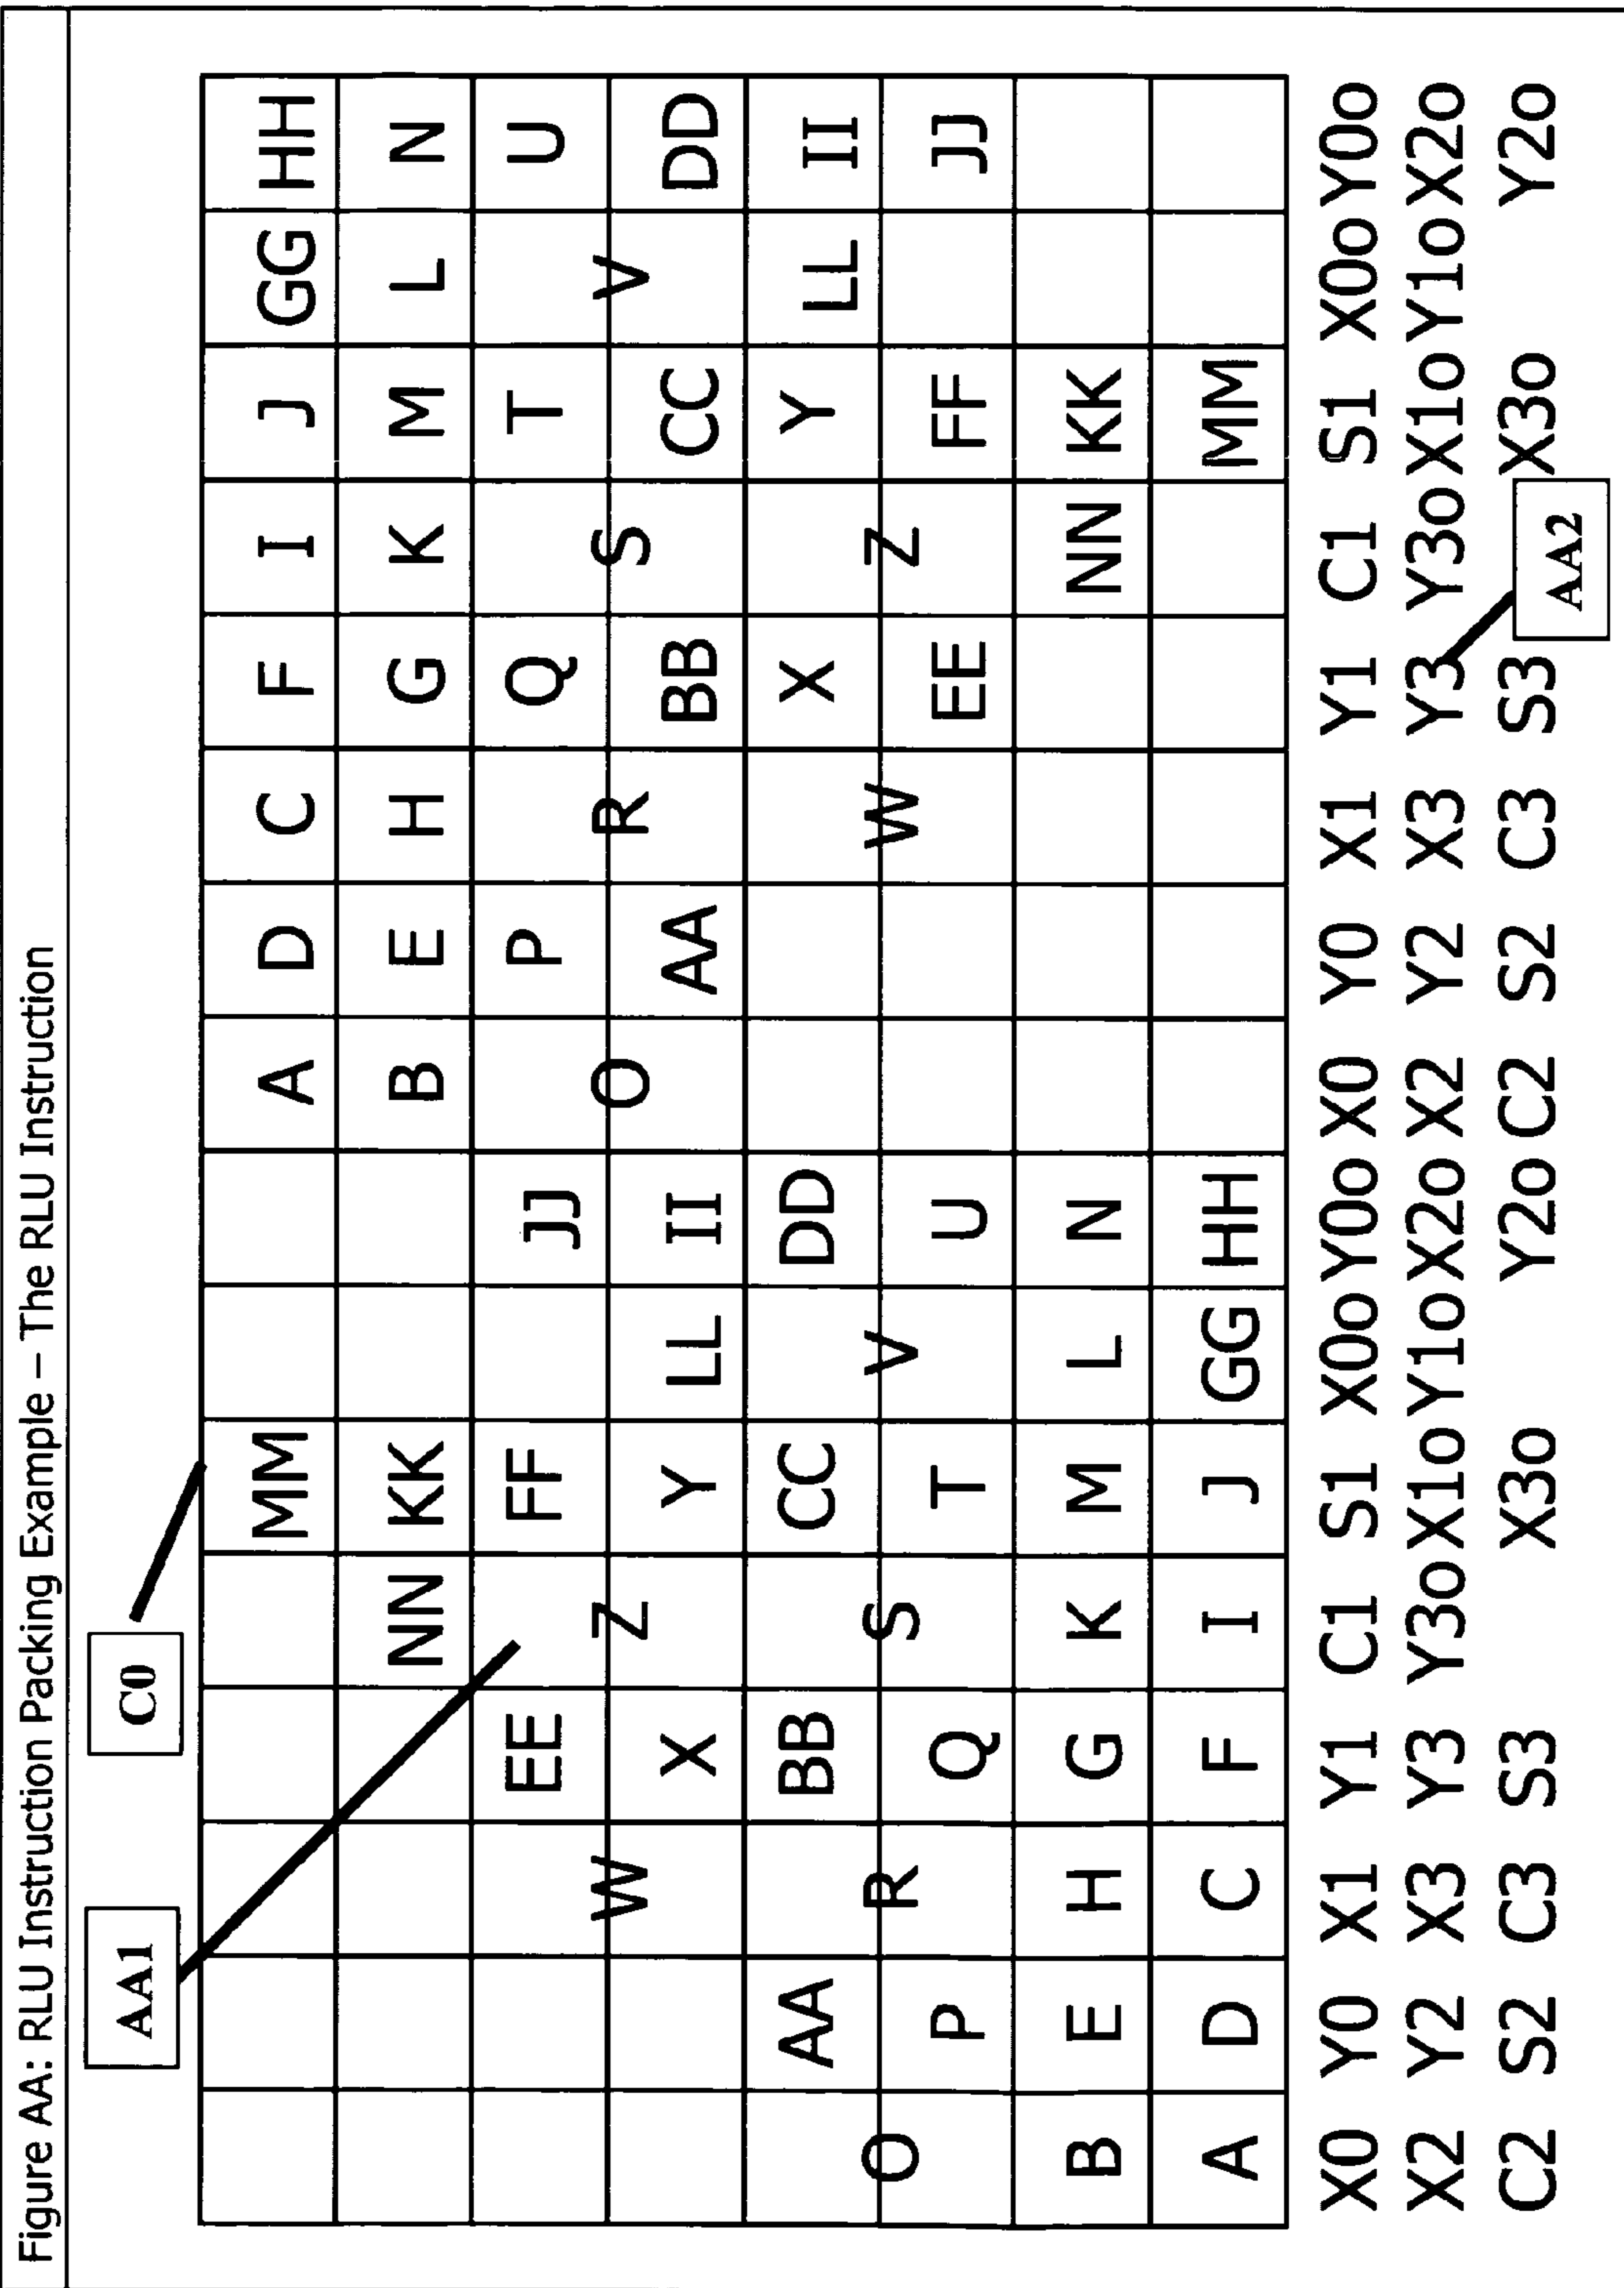 Figure AA: RLU Instruction Packing Example – The RLU Instruction
AA1 C0
MM A D C F I J GG HH
NN KK B E H G K M L N
EE FF JJ P Q T U
W Z O R S V
X Y LL II AA BB CC DD
AA BB CC DD X Y LL II
O R S V W Z
P Q T U EE FF JJ
B E H G K M L N NN KK
A D C F I J GG HH MM
X0 Y0 X1 Y1 C1 S1 X0o Y0o X0 Y0 X1 Y1 C1 S1 X0o Y0o
X2 Y2 X3 Y3 Y3o X1o Y1o X2o X2 Y2 X3 Y3 Y3o X1o Y1o X2o
C2 S2 C3 S3 X3o Y2o C2 S2 C3 S3 X3o Y2o
AA2